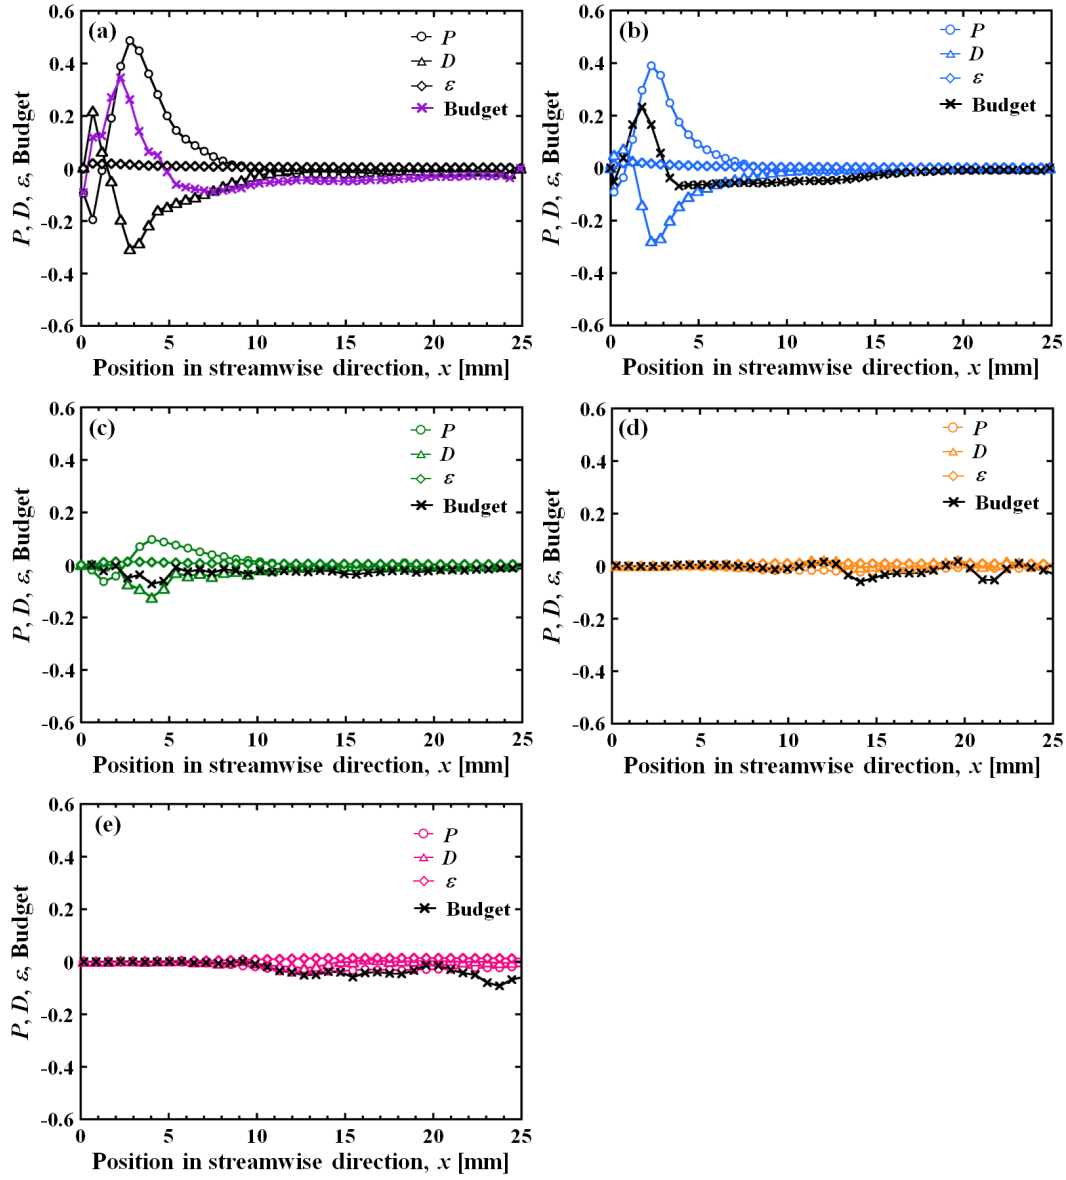 (a)
P
D
ε
Budget
0.6
0.4
0.2
0
-0.2
-0.4
-0.6
P, D, ε, Budget
0 5 10 15 20 25
Position in streamwise direction, x [mm]
(b)
P
D
ε
Budget
0.6
0.4
0.2
0
-0.2
-0.4
-0.6
P, D, ε, Budget
0 5 10 15 20 25
Position in streamwise direction, x [mm]
(c)
P
D
ε
Budget
0.6
0.4
0.2
0
-0.2
-0.4
-0.6
P, D, ε, Budget
0 5 10 15 20 25
Position in streamwise direction, x [mm]
(d)
P
D
ε
Budget
0.6
0.4
0.2
0
-0.2
-0.4
-0.6
P, D, ε, Budget
0 5 10 15 20 25
Position in streamwise direction, x [mm]
(e)
P
D
ε
Budget
0.6
0.4
0.2
0
-0.2
-0.4
-0.6
P, D, ε, Budget
0 5 10 15 20 25
Position in streamwise direction, x [mm]